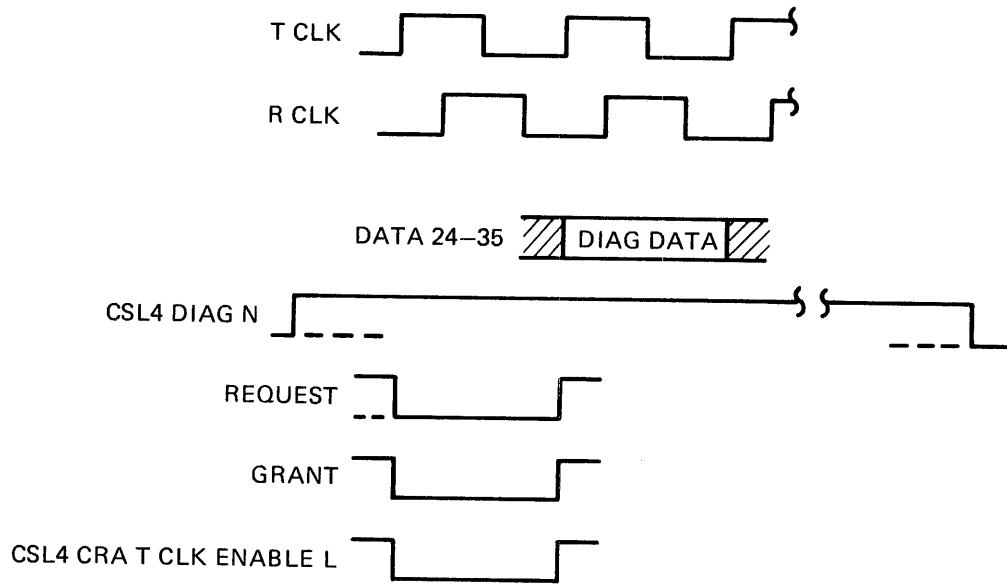 T CLK
R CLK
DATA 24–35
DIAG DATA
CSL4 DIAG N
REQUEST
GRANT
CSL4 CRA T CLK ENABLE L